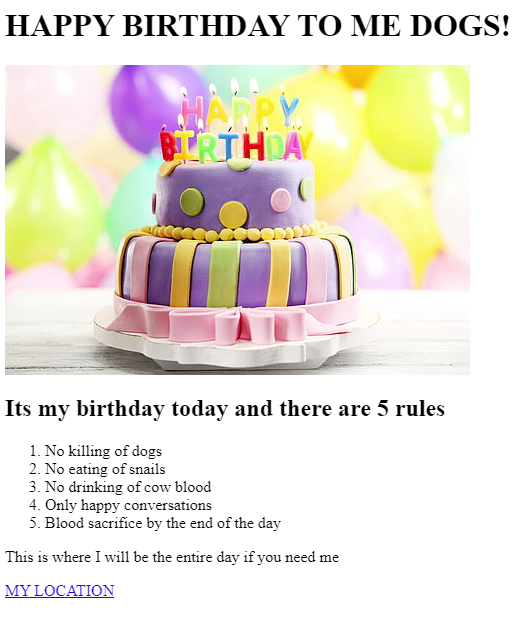 HAPPY BIRTHDAY TO ME DOGS!
HAPPY
BIRTHDAY
Its my birthday today and there are 5 rules
1. No killing of dogs
2. No eating of snails
3. No drinking of cow blood
4. Only happy conversations
5. Blood sacrifice by the end of the day
This is where I will be the entire day if you need me
MY LOCATION